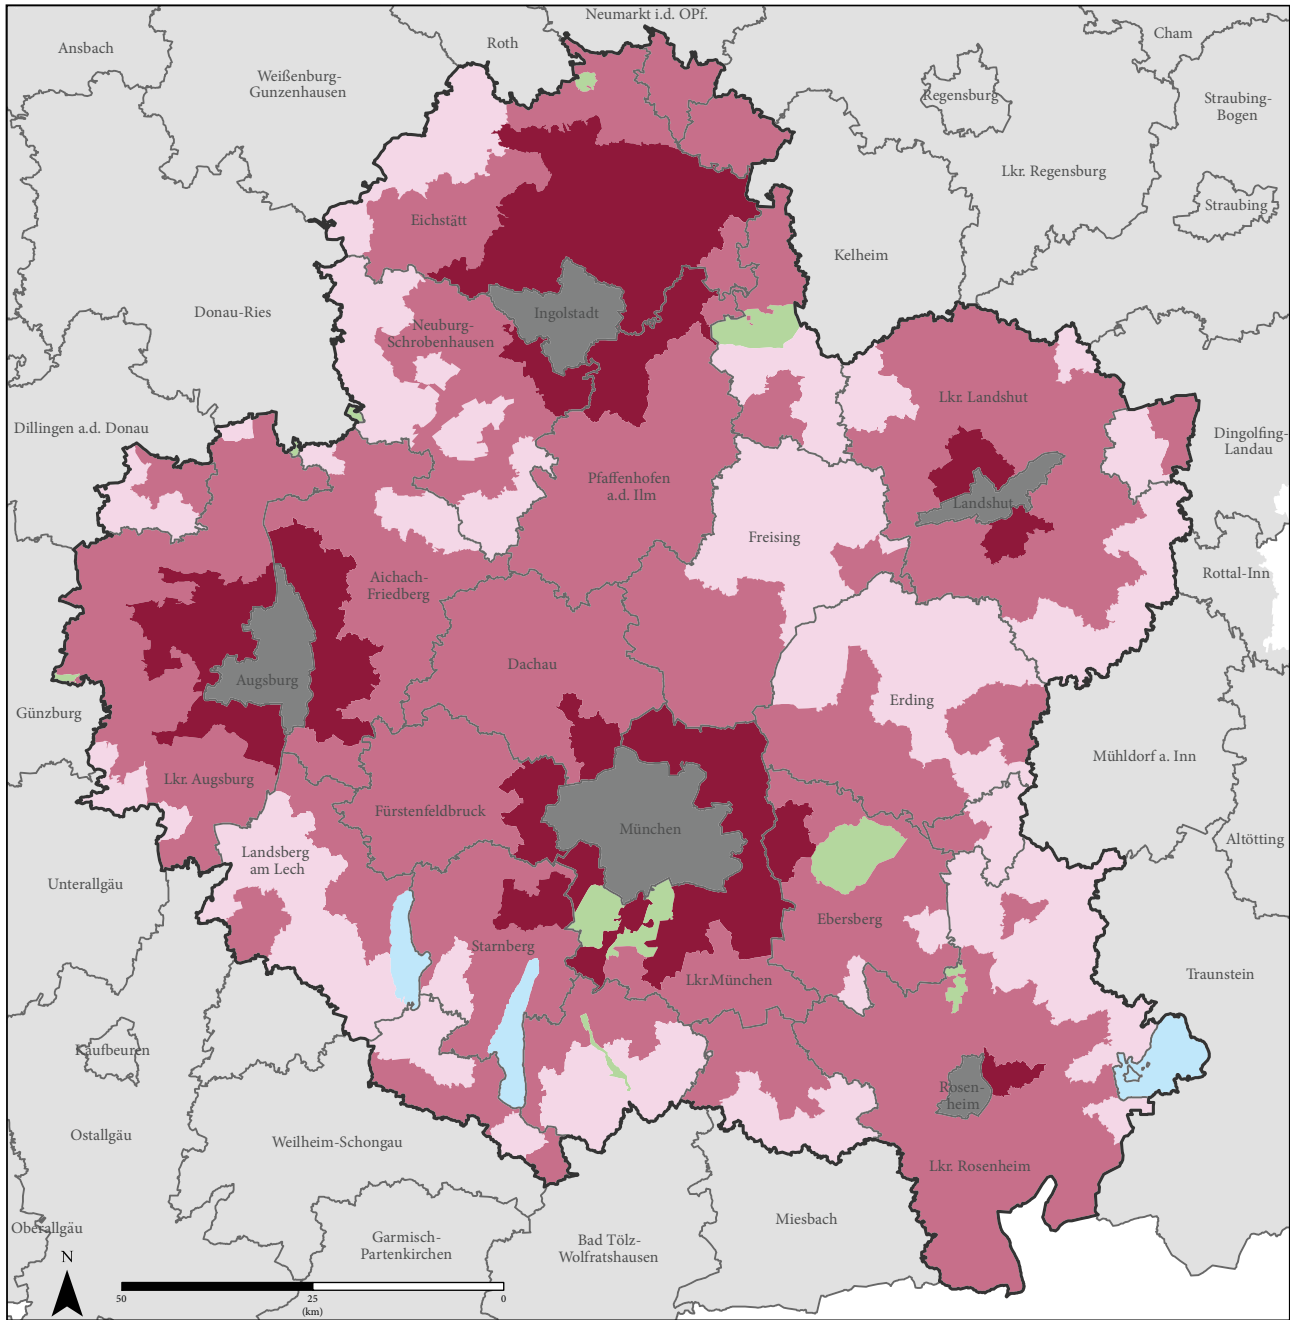 Neumarkt i.d. OPf.
Ansbach
Roth
Cham
Weißenburg-
Gunzenhausen
Regensburg
Straubing-
Bogen
Lkr. Regensburg
Straubing
Eichstätt
Kelheim
Donau-Ries
Ingolstadt
Neuburg-
Schrobenhausen
Lkr. Landshut
Dillingen a.d. Donau
Dingolfing-
Landau
Pfaffenhofen
a.d. Ilm
Landshut
Freising
Rottal-Inn
Aichach-
Friedberg
Dachau
Augsburg
Erding
Günzburg
Mühldorf a. Inn
Lkr. Augsburg
Fürstenfeldbruck
München
Altötting
Landsberg
am Lech
Unterallgäu
Ebersberg
Starnberg
Lkr.München
Traunstein
Kaufbeuren
Rosen-
heim
Ostallgäu
Weilheim-Schongau
Lkr. Rosenheim
Miesbach
Oberallgäu
Garmisch-
Partenkirchen
Bad Tölz-
Wolfratshausen
N
50 25 0
(km)